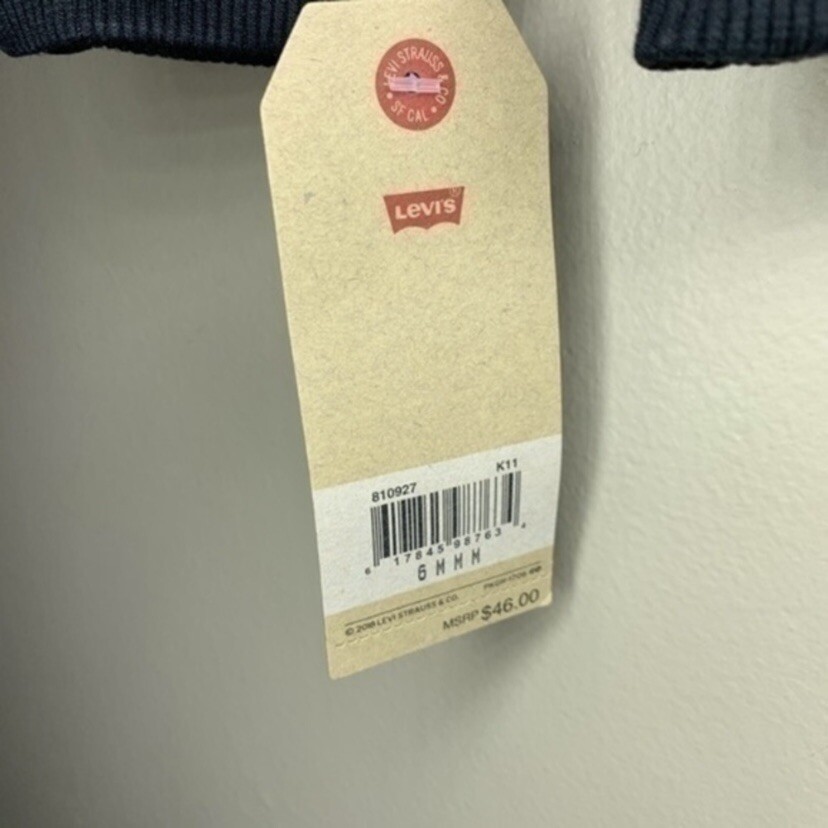 LEVI STRAUSS & CO
SF CAL
LEVI'S®
810927 K11
6 17845 98763 4
6MMM
© 2018 LEVI STRAUSS & CO.
MSRP $46.00